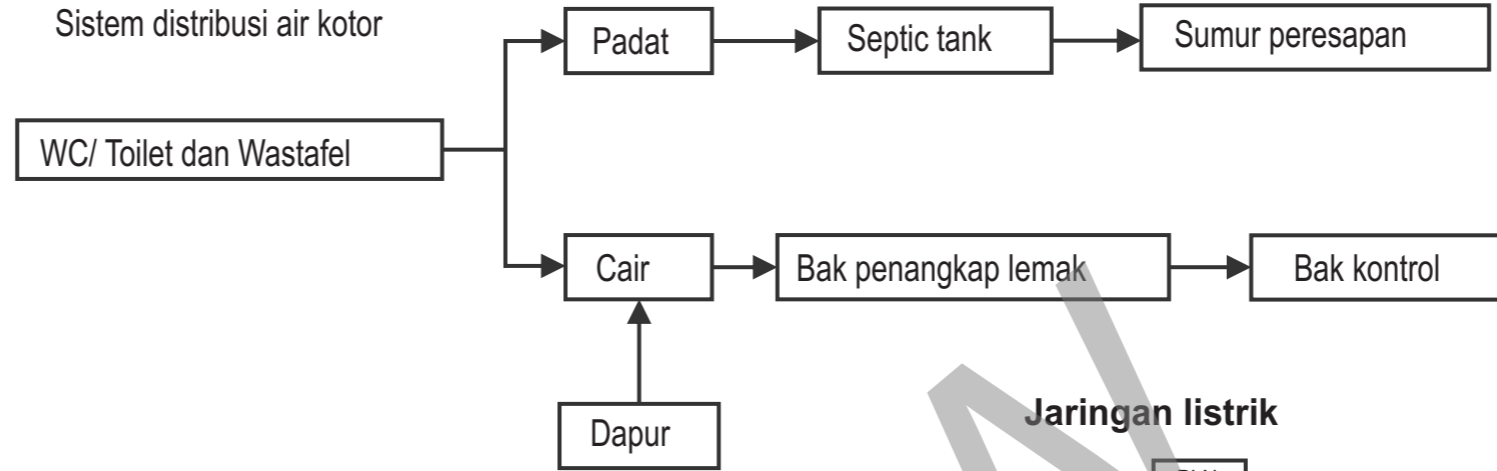 Sistem distribusi air kotor
Padat
Septic tank
Sumur peresapan
WC/ Toilet dan Wastafel
Cair
Bak penangkap lemak
Bak kontrol
Dapur
Jaringan listrik